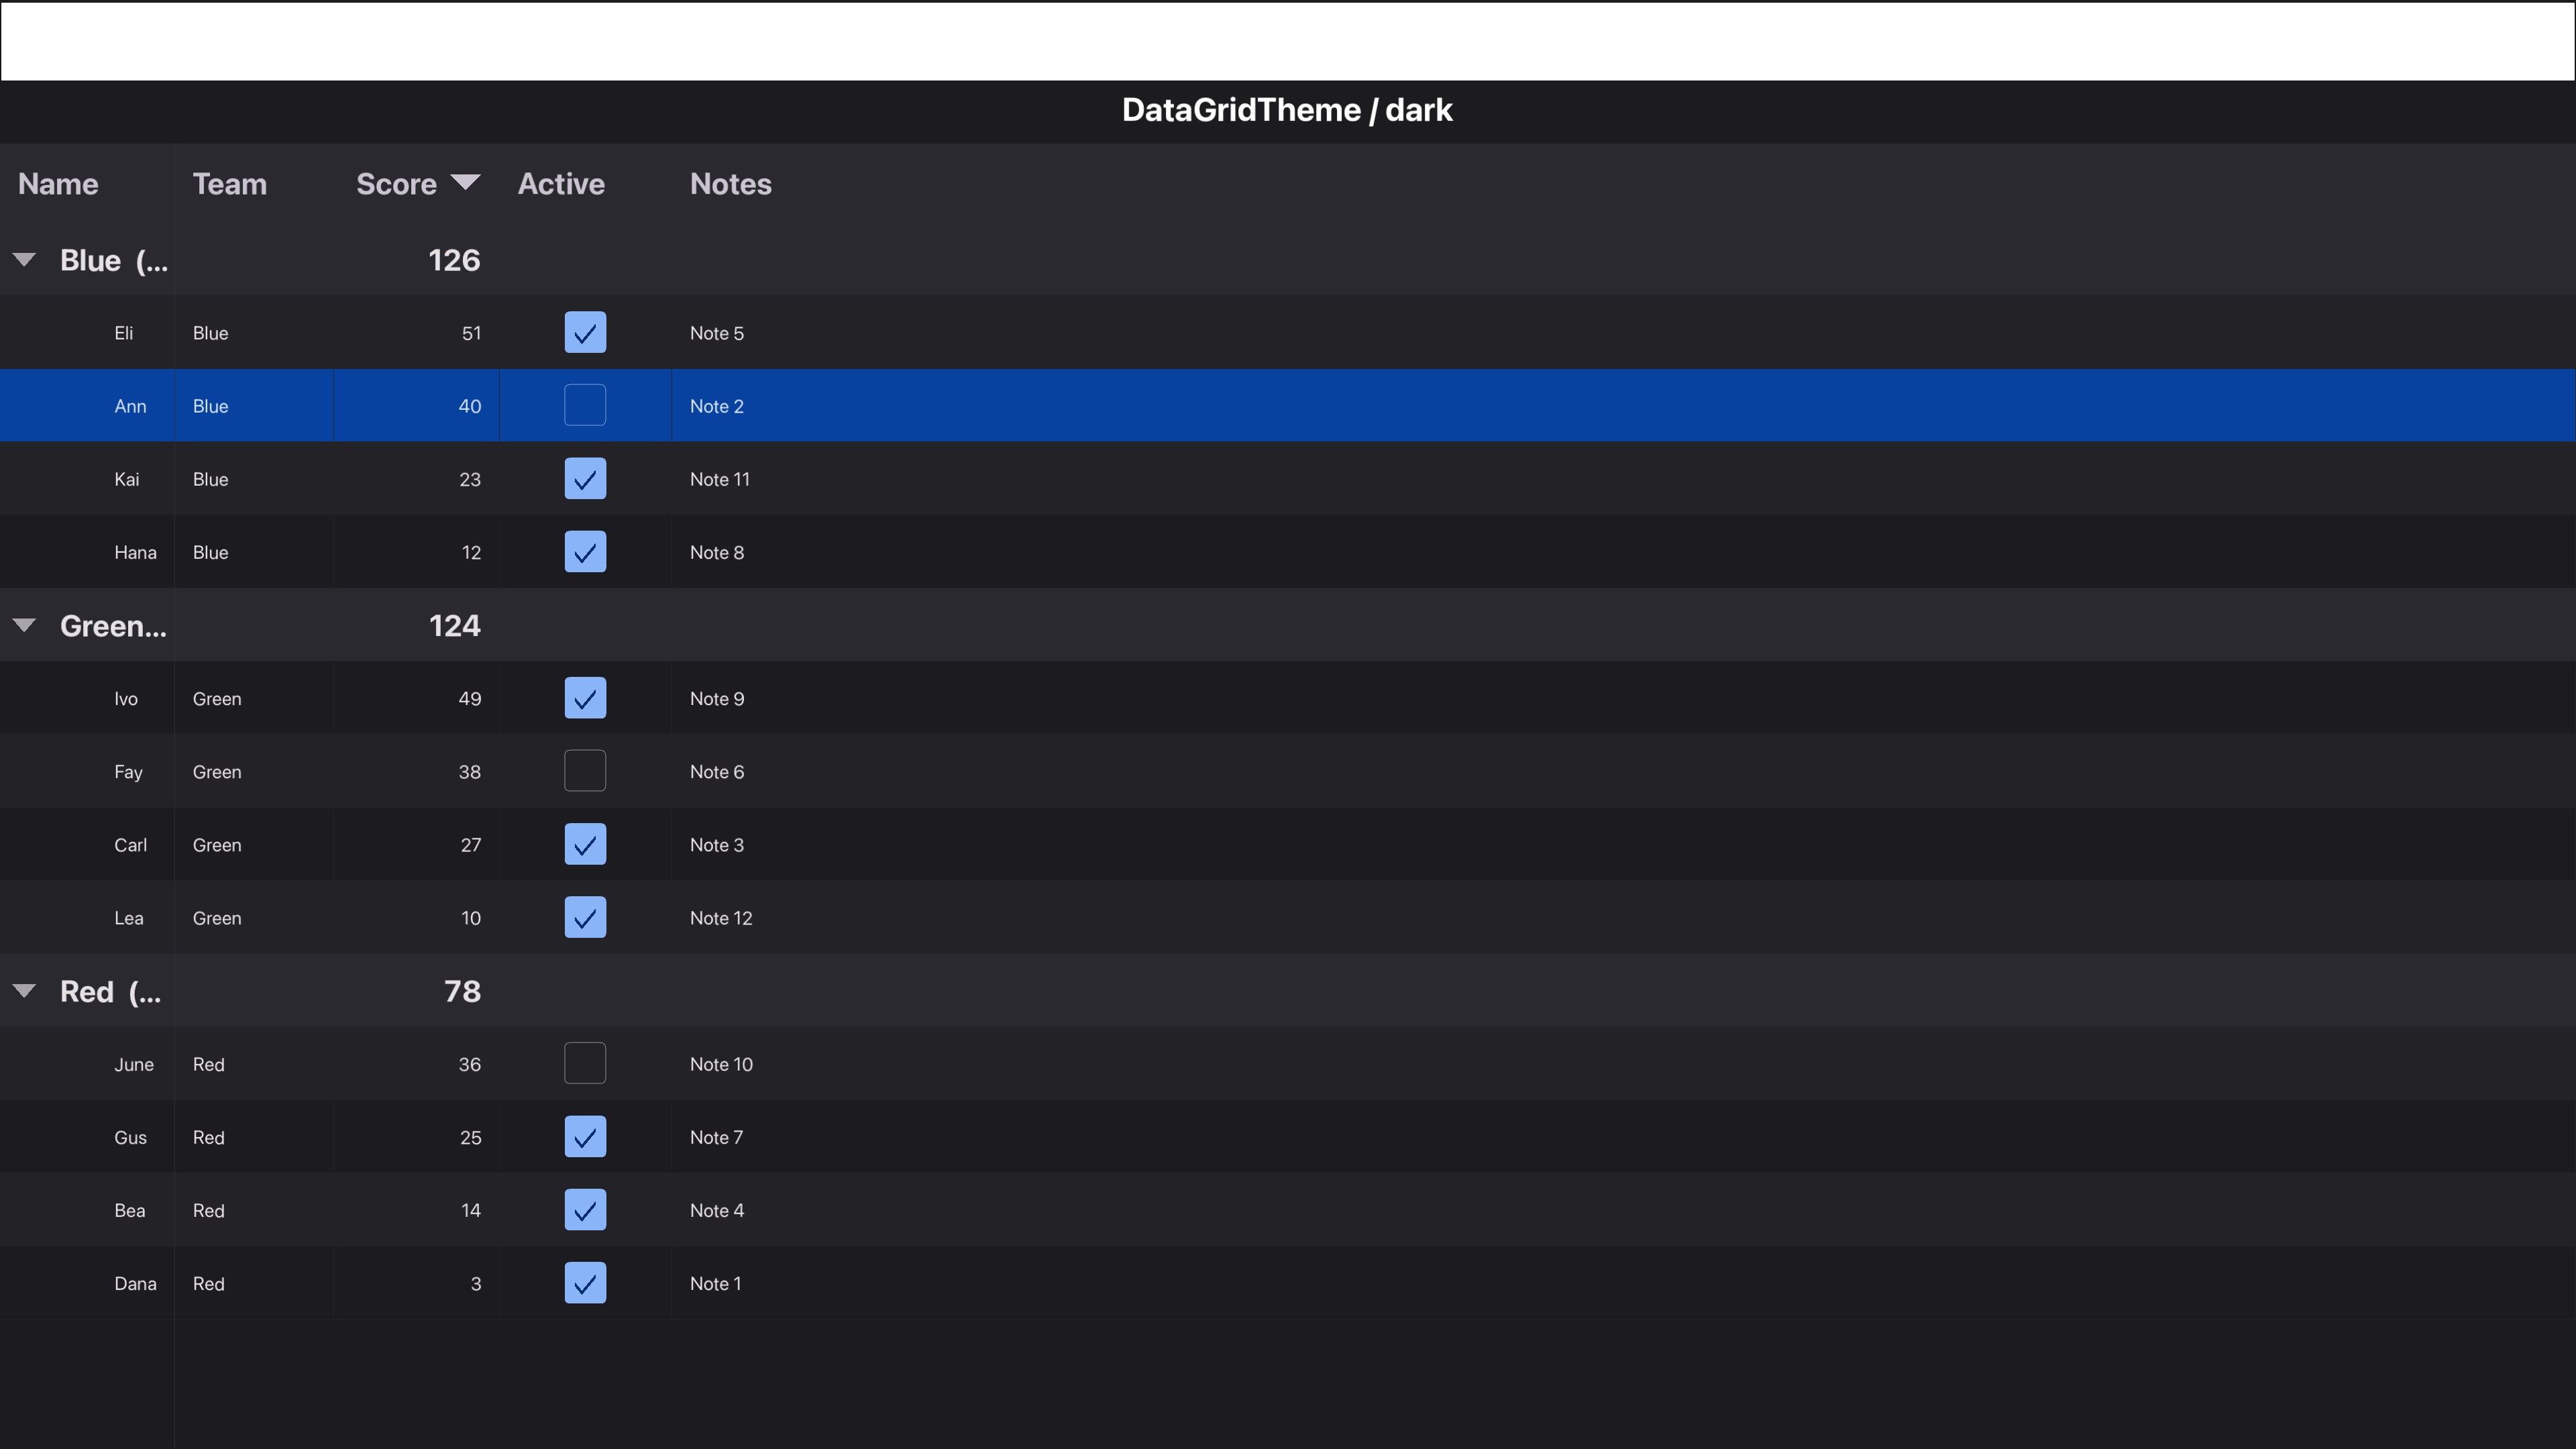 DataGridTheme / dark
Name Team Score Active Notes
Blue (... 126
Eli Blue 51 Note 5
Ann Blue 40 Note 2
Kai Blue 23 Note 11
Hana Blue 12 Note 8
Green... 124
Ivo Green 49 Note 9
Fay Green 38 Note 6
Carl Green 27 Note 3
Lea Green 10 Note 12
Red (... 78
June Red 36 Note 10
Gus Red 25 Note 7
Bea Red 14 Note 4
Dana Red 3 Note 1